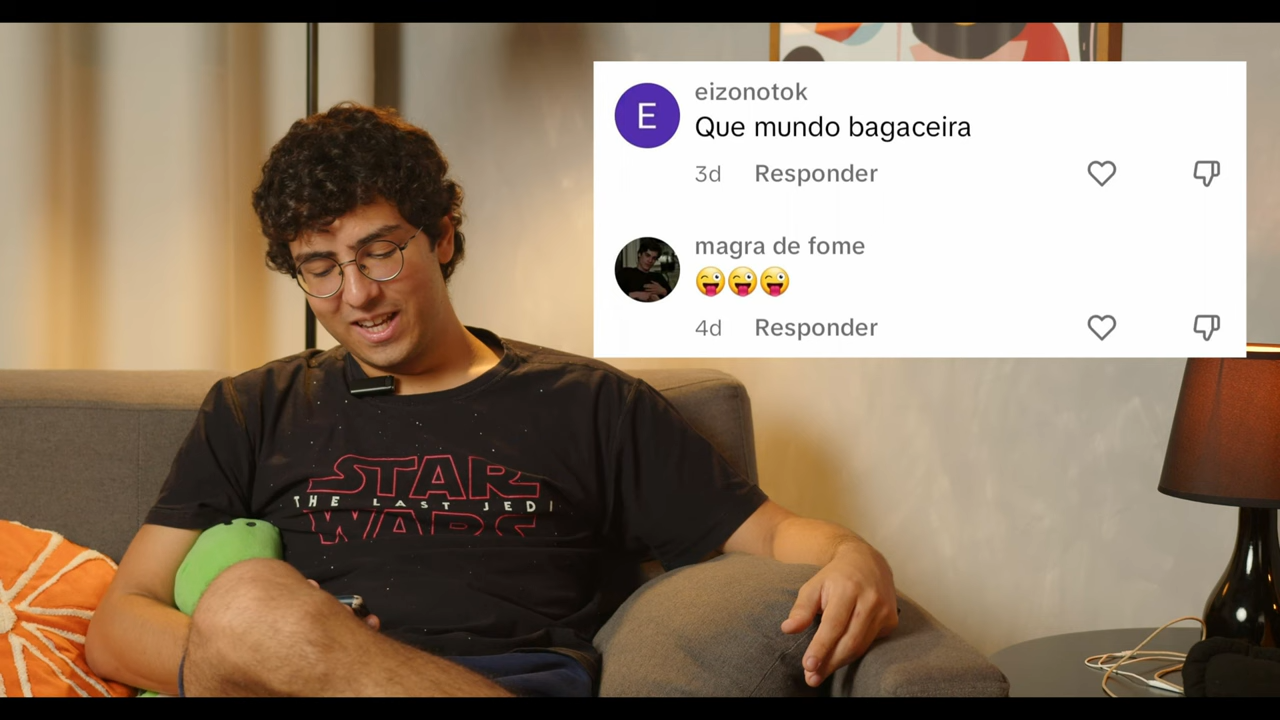 E
eizonotok
Que mundo bagaceira
3d Responder
magra de fome
😜😜😜
4d Responder
STAR
THE LAST JEDI
WARS